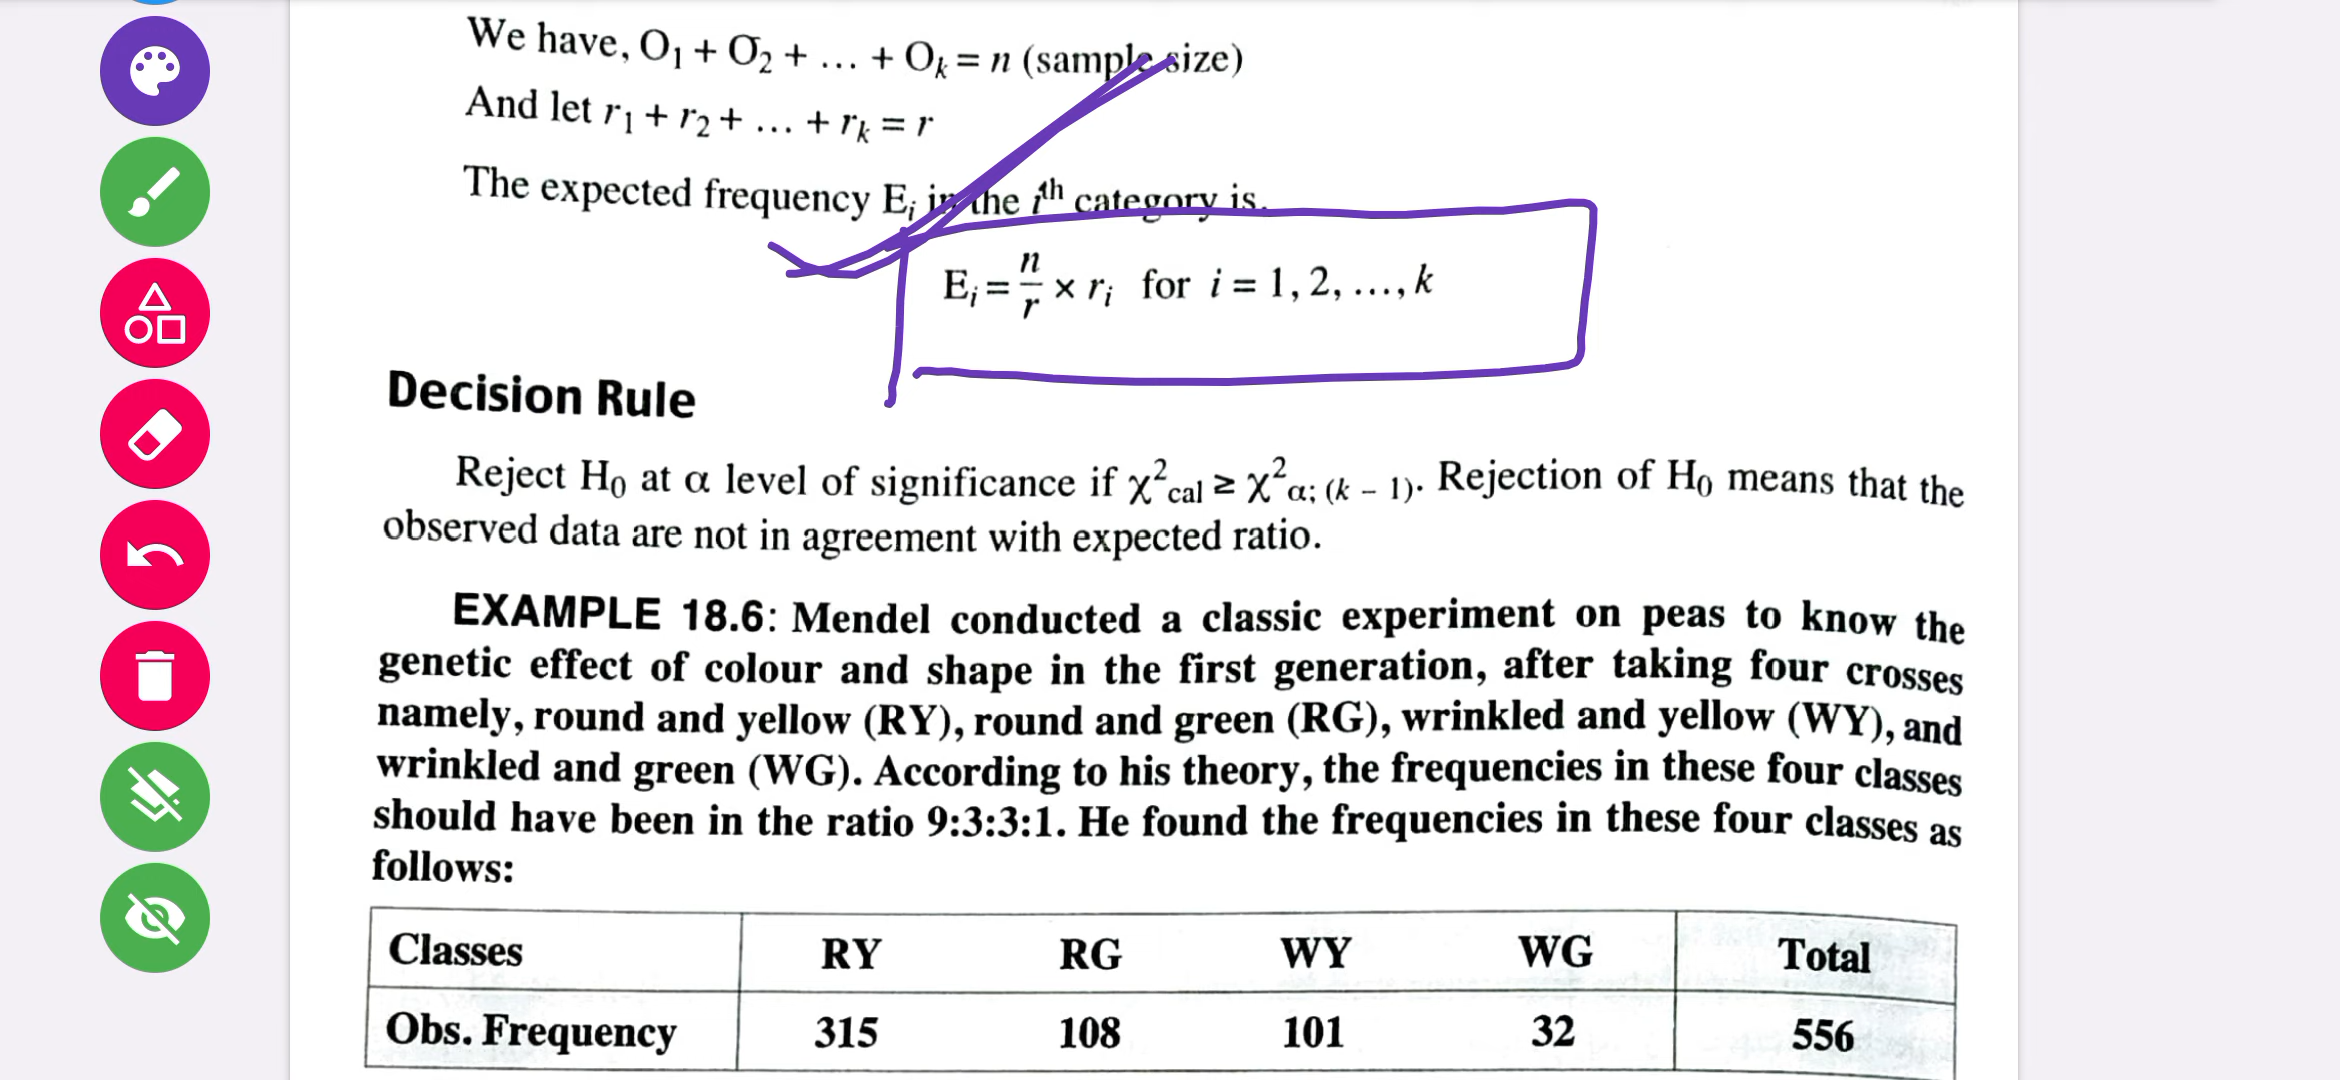 We have, O₁ + O₂ + ... + Oₖ = n (sample size)
And let r₁ + r₂ + ... + rₖ = r
The expected frequency Eᵢ in the iᵗʰ category is.
Eᵢ = n/r × rᵢ for i = 1, 2, ..., k
Decision Rule
Reject H₀ at α level of significance if χ²cal ≥ χ²α; (k − 1). Rejection of H₀ means that the
observed data are not in agreement with expected ratio.
EXAMPLE 18.6: Mendel conducted a classic experiment on peas to know the
genetic effect of colour and shape in the first generation, after taking four crosses
namely, round and yellow (RY), round and green (RG), wrinkled and yellow (WY), and
wrinkled and green (WG). According to his theory, the frequencies in these four classes
should have been in the ratio 9:3:3:1. He found the frequencies in these four classes as
follows:
Classes RY RG WY WG Total
Obs. Frequency 315 108 101 32 556